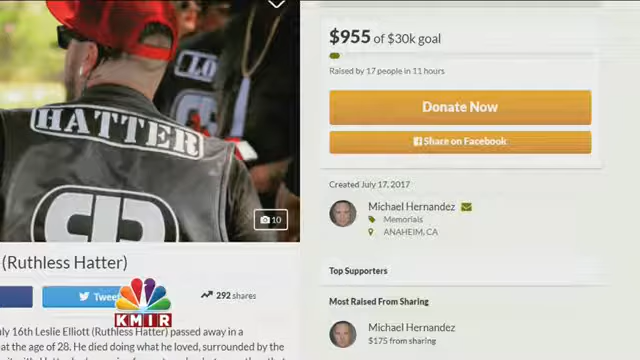 HATTER
LO
10
(Ruthless Hatter)
Tweet
292 shares
KMIR
ly 16th Leslie Elliott (Ruthless Hatter) passed away in a
at the age of 28. He died doing what he loved, surrounded by the
$955 of $30k goal
Raised by 17 people in 11 hours
Donate Now
Share on Facebook
Created July 17, 2017
Michael Hernandez
Memorials
ANAHEIM, CA
Top Supporters
Most Raised From Sharing
Michael Hernandez
$175 from sharing